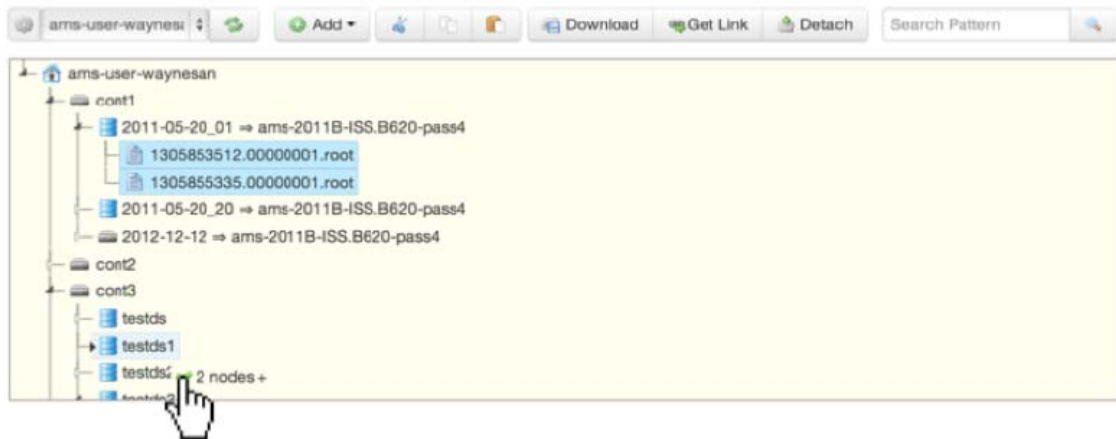 ams-user-waynes Add Download Get Link Detach Search Pattern
ams-user-waynesan
cont1
2011-05-20_01 ⇒ ams-2011B-ISS.B620-pass4
1305853512.00000001.root
1305855335.00000001.root
2011-05-20_20 ⇒ ams-2011B-ISS.B620-pass4
2012-12-12 ⇒ ams-2011B-ISS.B620-pass4
cont2
cont3
testds
testds1
testds2 2 nodes+